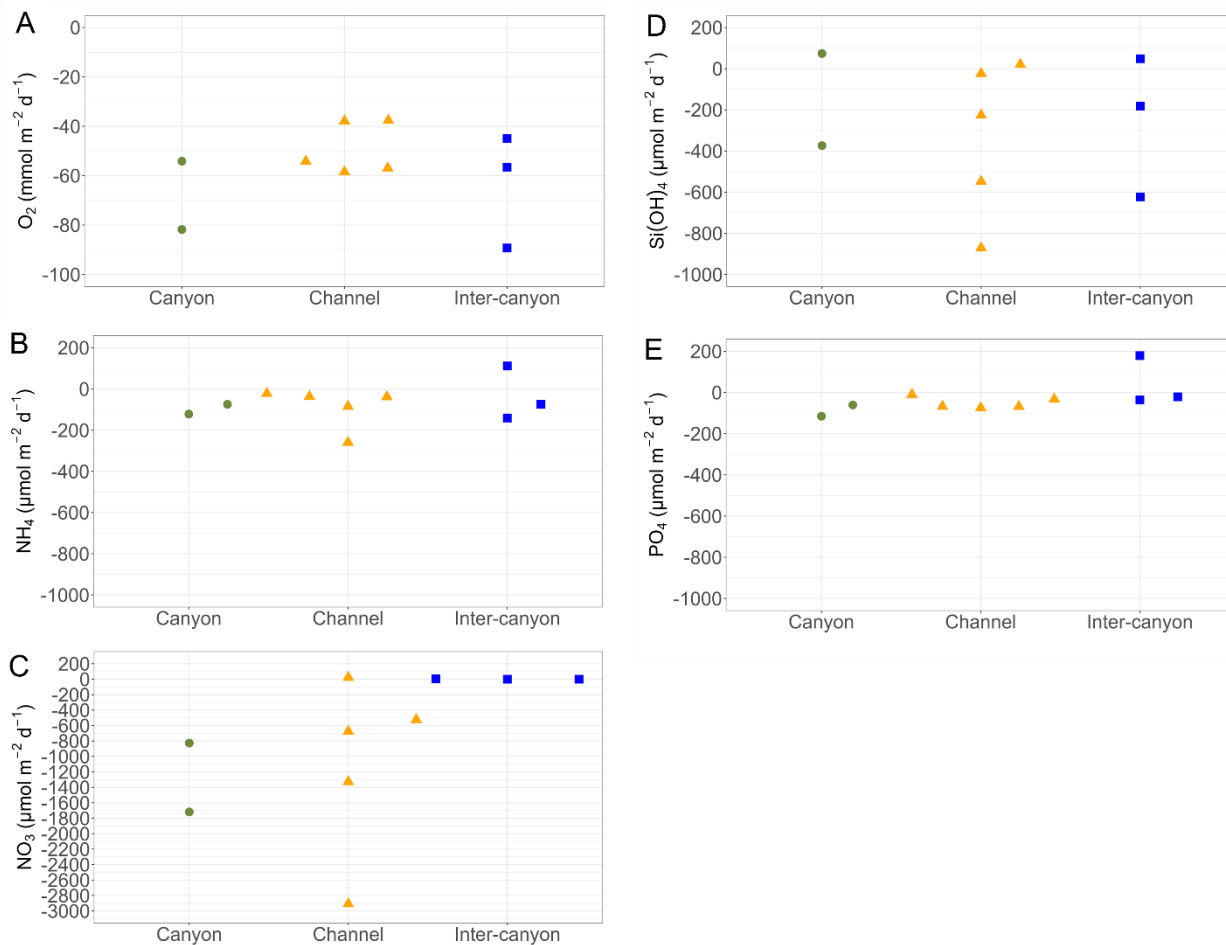 A
O₂ (mmol m⁻² d⁻¹)
0
-20
-40
-60
-80
-100
Canyon Channel Inter-canyon
B
NH₄ (µmol m⁻² d⁻¹)
200
0
-200
-400
-600
-800
-1000
Canyon Channel Inter-canyon
C
NO₃ (µmol m⁻² d⁻¹)
200
0
-200
-400
-600
-800
-1000
-1200
-1400
-1600
-1800
-2000
-2200
-2400
-2600
-2800
-3000
Canyon Channel Inter-canyon
D
Si(OH)₄ (µmol m⁻² d⁻¹)
200
0
-200
-400
-600
-800
-1000
Canyon Channel Inter-canyon
E
PO₄ (µmol m⁻² d⁻¹)
200
0
-200
-400
-600
-800
-1000
Canyon Channel Inter-canyon